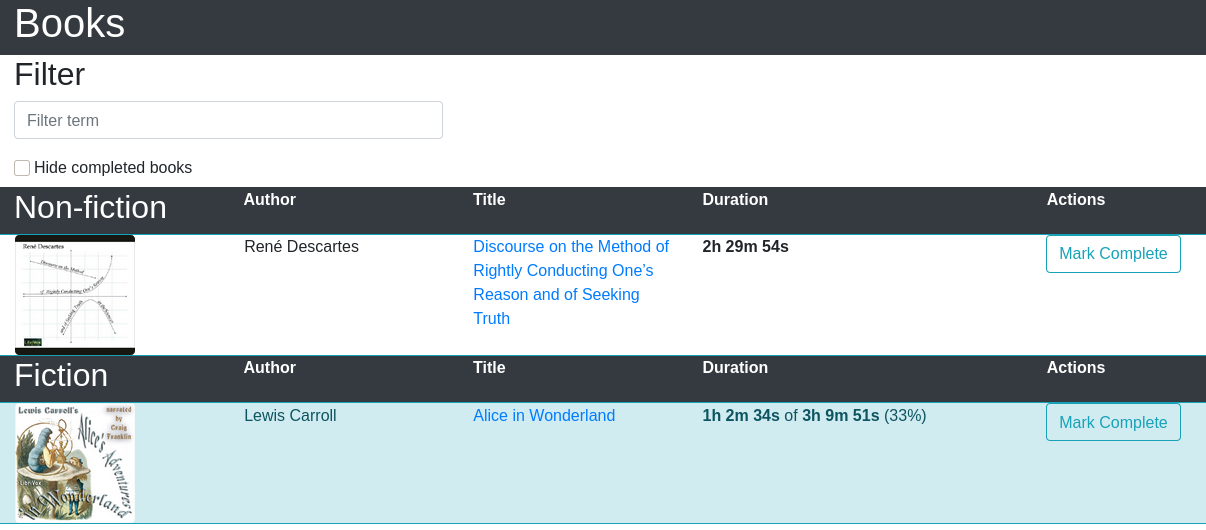 Books
Filter
Filter term
Hide completed books
Non-fiction Author Title Duration Actions
René Descartes
Discourse on the Method
of Rightly Conducting One's Reason
and of Seeking Truth
in the Sciences
LibriVox
René Descartes
Discourse on the Method of
Rightly Conducting One’s
Reason and of Seeking
Truth
2h 29m 54s
Mark Complete
Fiction Author Title Duration Actions
Lewis Carroll's
narrated
by
Craig
Franklin
Alice's Adventures
in Wonderland
LibriVox
Lewis Carroll
Alice in Wonderland
1h 2m 34s of 3h 9m 51s (33%)
Mark Complete